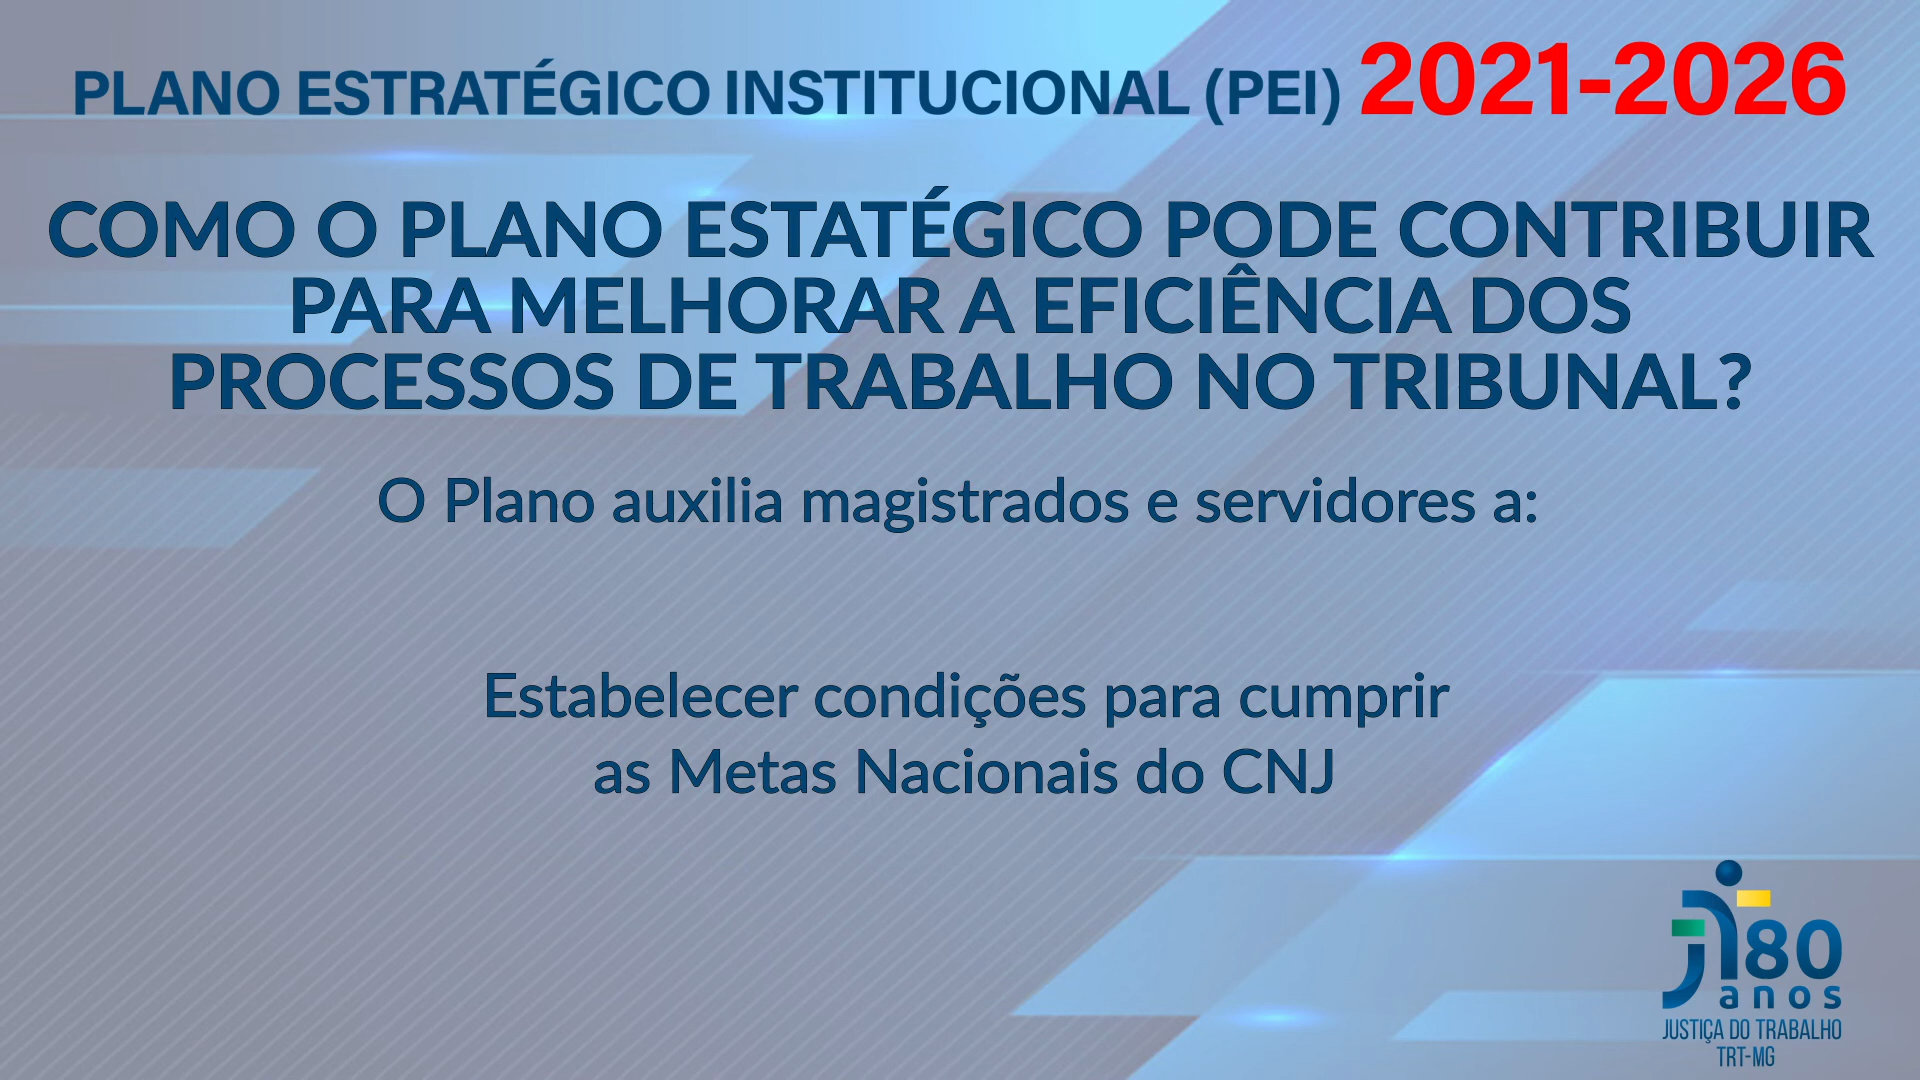 PLANO ESTRATÉGICO INSTITUCIONAL (PEI) 2021-2026
COMO O PLANO ESTATÉGICO PODE CONTRIBUIR
PARA MELHORAR A EFICIÊNCIA DOS
PROCESSOS DE TRABALHO NO TRIBUNAL?
O Plano auxilia magistrados e servidores a:
Estabelecer condições para cumprir
as Metas Nacionais do CNJ
80
anos
JUSTIÇA DO TRABALHO
TRT-MG